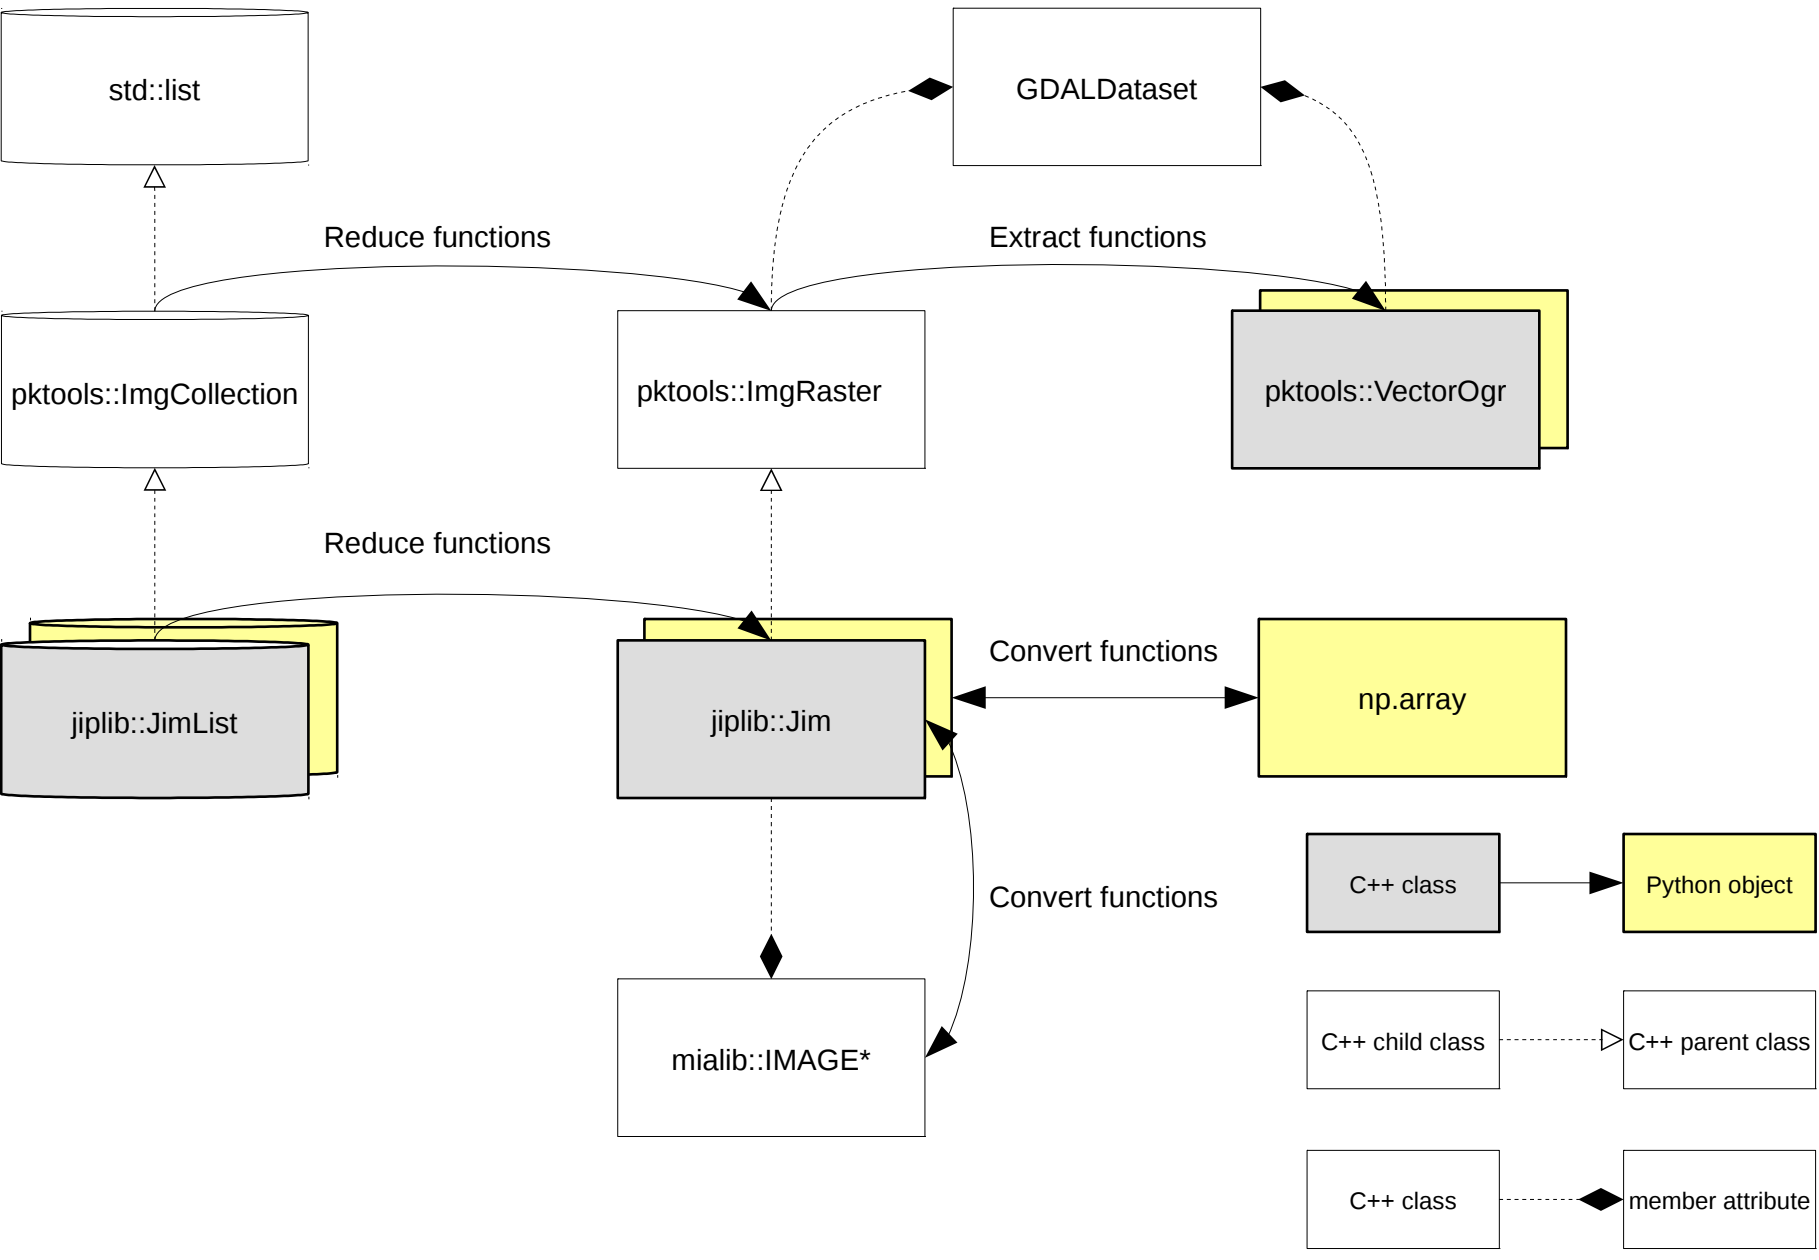 std::list
GDALDataset
Reduce functions
Extract functions
pktools::ImgCollection
pktools::ImgRaster
pktools::VectorOgr
Reduce functions
Convert functions
jiplib::JimList
jiplib::Jim
np.array
Convert functions
C++ class
Python object
mialib::IMAGE*
C++ child class
C++ parent class
C++ class
member attribute